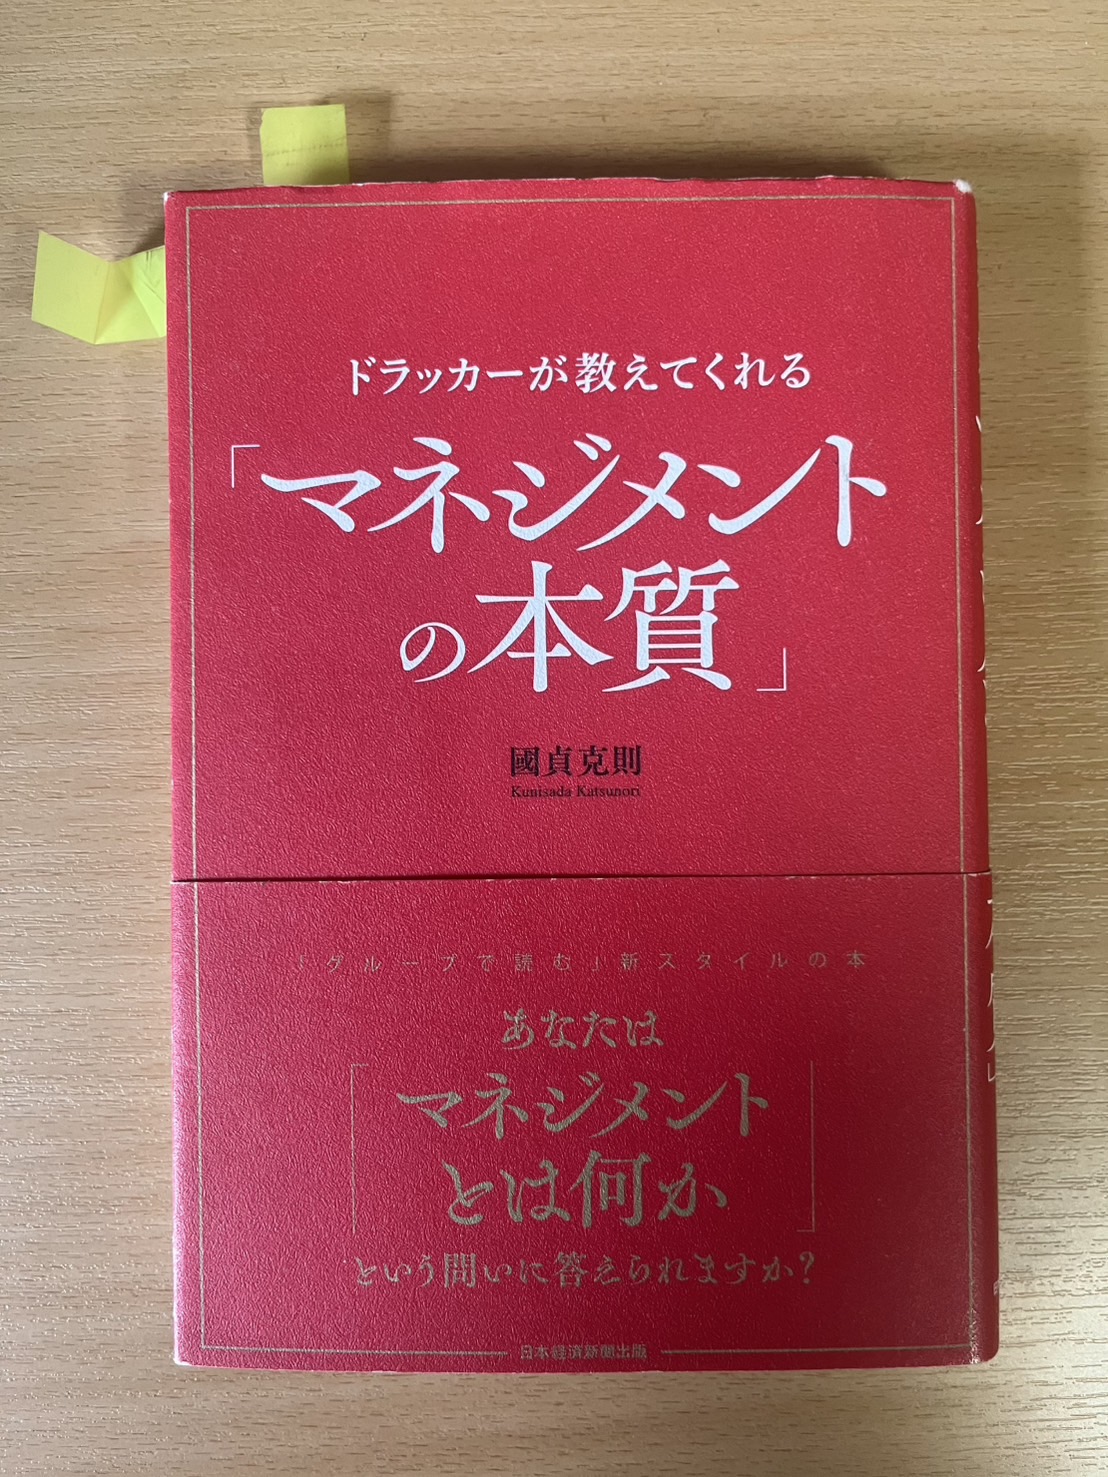 ドラッカーが教えてくれる
「マネジメント
の本質」
國貞克則
Kunisada Katsunori
「グループで読む」新スタイルの本
あなたは
「マネジメント
とは何か」
という問いに答えられますか?
日本経済新聞出版